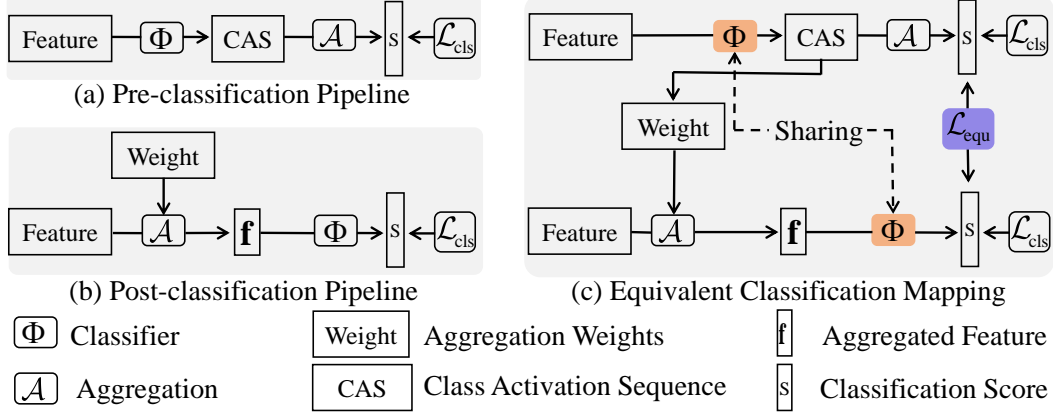 Feature Φ CAS 𝒜 s ℒcls
(a) Pre-classification Pipeline
Weight
Feature 𝒜 f Φ s ℒcls
(b) Post-classification Pipeline
Feature Φ CAS 𝒜 s ℒcls
Weight Sharing ℒequ
Feature 𝒜 f Φ s ℒcls
(c) Equivalent Classification Mapping
Φ Classifier Weight Aggregation Weights f Aggregated Feature
𝒜 Aggregation CAS Class Activation Sequence s Classification Score